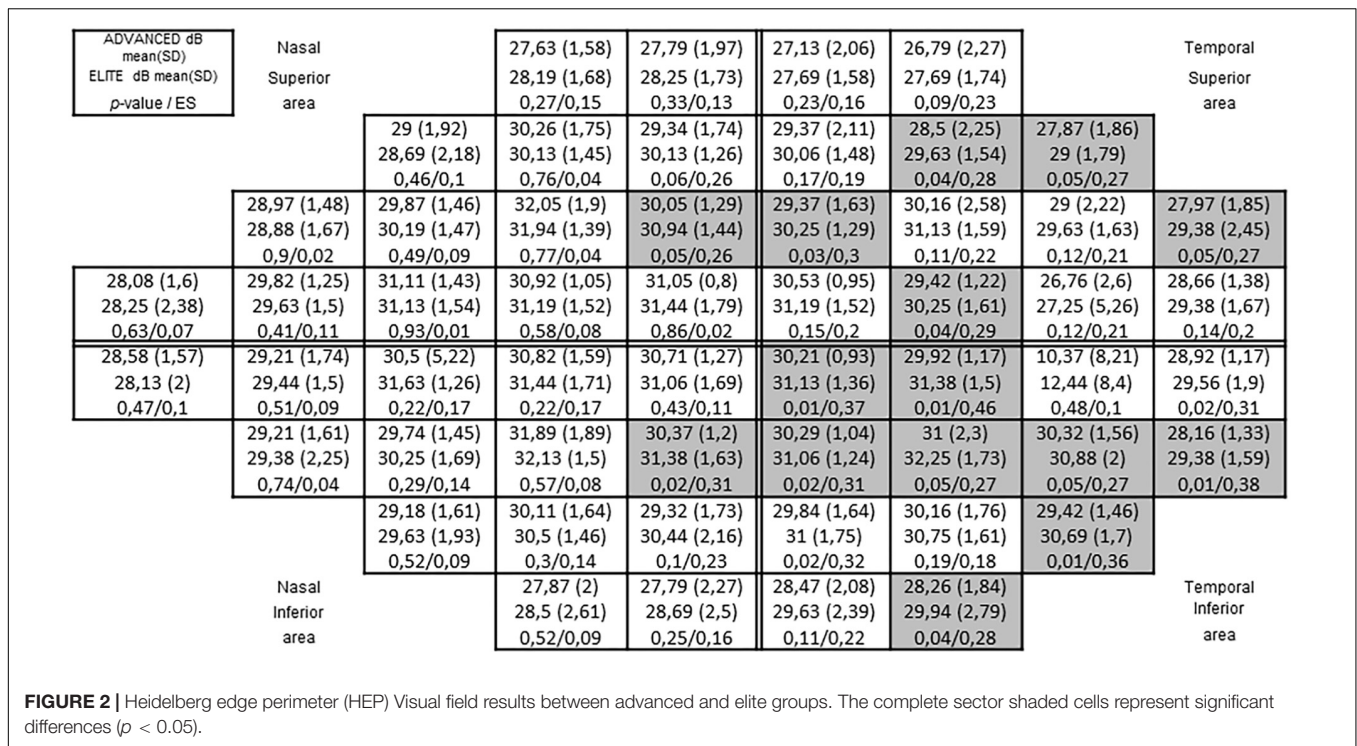 ADVANCED dB mean(SD) Nasal 27,63 (1,58) 27,79 (1,97) 27,13 (2,06) 26,79 (2,27) Temporal
ELITE dB mean(SD) Superior 28,19 (1,68) 28,25 (1,73) 27,69 (1,58) 27,69 (1,74) Superior
p-value / ES area 0,27/0,15 0,33/0,13 0,23/0,16 0,09/0,23 area
29 (1,92) 30,26 (1,75) 29,34 (1,74) 29,37 (2,11) 28,5 (2,25) 27,87 (1,86)
28,69 (2,18) 30,13 (1,45) 30,13 (1,26) 30,06 (1,48) 29,63 (1,54) 29 (1,79)
0,46/0,1 0,76/0,04 0,06/0,26 0,17/0,19 0,04/0,28 0,05/0,27
28,97 (1,48) 29,87 (1,46) 32,05 (1,9) 30,05 (1,29) 29,37 (1,63) 30,16 (2,58) 29 (2,22) 27,97 (1,85)
28,88 (1,67) 30,19 (1,47) 31,94 (1,39) 30,94 (1,44) 30,25 (1,29) 31,13 (1,59) 29,63 (1,63) 29,38 (2,45)
0,9/0,02 0,49/0,09 0,77/0,04 0,05/0,26 0,03/0,3 0,11/0,22 0,12/0,21 0,05/0,27
28,08 (1,6) 29,82 (1,25) 31,11 (1,43) 30,92 (1,05) 31,05 (0,8) 30,53 (0,95) 29,42 (1,22) 26,76 (2,6) 28,66 (1,38)
28,25 (2,38) 29,63 (1,5) 31,13 (1,54) 31,19 (1,52) 31,44 (1,79) 31,19 (1,52) 30,25 (1,61) 27,25 (5,26) 29,38 (1,67)
0,63/0,07 0,41/0,11 0,93/0,01 0,58/0,08 0,86/0,02 0,15/0,2 0,04/0,29 0,12/0,21 0,14/0,2
28,58 (1,57) 29,21 (1,74) 30,5 (5,22) 30,82 (1,59) 30,71 (1,27) 30,21 (0,93) 29,92 (1,17) 10,37 (8,21) 28,92 (1,17)
28,13 (2) 29,44 (1,5) 31,63 (1,26) 31,44 (1,71) 31,06 (1,69) 31,13 (1,36) 31,38 (1,5) 12,44 (8,4) 29,56 (1,9)
0,47/0,1 0,51/0,09 0,22/0,17 0,22/0,17 0,43/0,11 0,01/0,37 0,01/0,46 0,48/0,1 0,02/0,31
29,21 (1,61) 29,74 (1,45) 31,89 (1,89) 30,37 (1,2) 30,29 (1,04) 31 (2,3) 30,32 (1,56) 28,16 (1,33)
29,38 (2,25) 30,25 (1,69) 32,13 (1,5) 31,38 (1,63) 31,06 (1,24) 32,25 (1,73) 30,88 (2) 29,38 (1,59)
0,74/0,04 0,29/0,14 0,57/0,08 0,02/0,31 0,02/0,31 0,05/0,27 0,05/0,27 0,01/0,38
29,18 (1,61) 30,11 (1,64) 29,32 (1,73) 29,84 (1,64) 30,16 (1,76) 29,42 (1,46)
29,63 (1,93) 30,5 (1,46) 30,44 (2,16) 31 (1,75) 30,75 (1,61) 30,69 (1,7)
0,52/0,09 0,3/0,14 0,1/0,23 0,02/0,32 0,19/0,18 0,01/0,36
Nasal 27,87 (2) 27,79 (2,27) 28,47 (2,08) 28,26 (1,84) Temporal
Inferior 28,5 (2,61) 28,69 (2,5) 29,63 (2,39) 29,94 (2,79) Inferior
area 0,52/0,09 0,25/0,16 0,11/0,22 0,04/0,28 area
FIGURE 2 | Heidelberg edge perimeter (HEP) Visual field results between advanced and elite groups. The complete sector shaded cells represent significant
differences (p < 0.05).